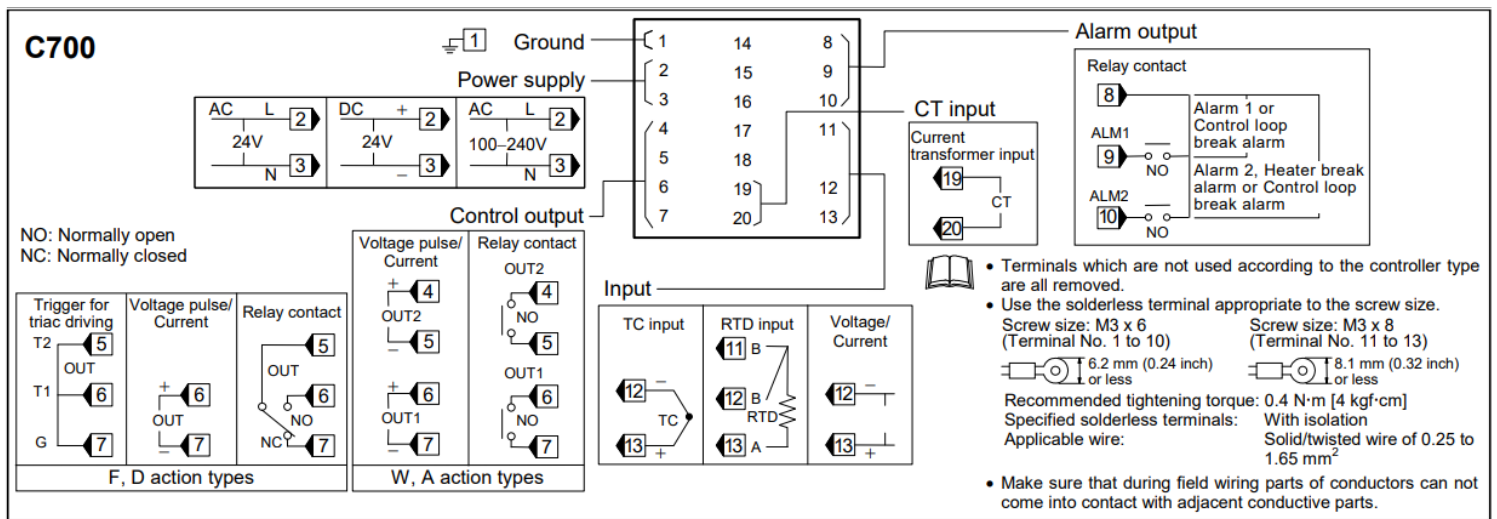 C700
1 Ground
Power supply
AC L 2
24V
N 3
DC + 2
24V
− 3
AC L 2
100−240V
N 3
Control output
NO: Normally open
NC: Normally closed
Trigger for
triac driving
T2 5
OUT
T1 6
G 7
Voltage pulse/
Current
+ 6
OUT
− 7
Relay contact
5
OUT
6
NO
NC 7
F, D action types
Voltage pulse/
Current
+ 4
OUT2
− 5
+ 6
OUT1
− 7
Relay contact
OUT2
4
NO
5
OUT1
6
NO
7
W, A action types
1 14 8
2 15 9
3 16 10
4 17 11
5 18
6 19 12
7 20 13
Input
TC input
12 −
TC
13 +
RTD input
11 B
12 B
RTD
13 A
Voltage/
Current
12 −
13 +
CT input
Current
transformer input
19
CT
20
Alarm output
Relay contact
8
ALM1
9
NO
Alarm 1 or
Control loop
break alarm
ALM2
10
NO
Alarm 2, Heater break
alarm or Control loop
break alarm
• Terminals which are not used according to the controller type
are all removed.
• Use the solderless terminal appropriate to the screw size.
Screw size: M3 x 6
(Terminal No. 1 to 10)
6.2 mm (0.24 inch)
or less
Screw size: M3 x 8
(Terminal No. 11 to 13)
8.1 mm (0.32 inch)
or less
Recommended tightening torque: 0.4 N·m [4 kgf·cm]
Specified solderless terminals: With isolation
Applicable wire: Solid/twisted wire of 0.25 to
1.65 mm²
• Make sure that during field wiring parts of conductors can not
come into contact with adjacent conductive parts.